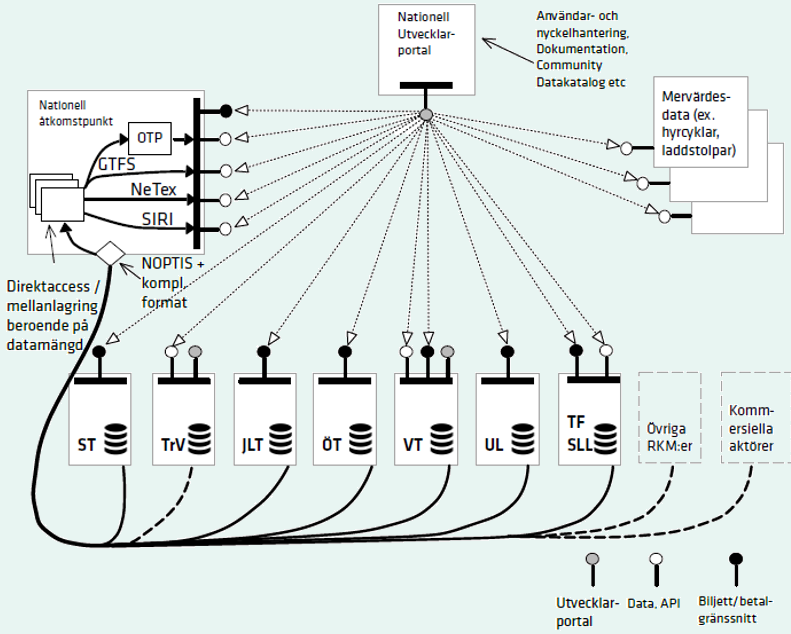 Nationell
Utvecklar-
portal
Användar- och
nyckelhantering,
Dokumentation,
Community
Datakatalog etc
Nationell
åtkomstpunkt
OTP
GTFS
NeTex
SIRI
Mervärdes-
data (ex.
hyrcyklar,
laddstolpar)
NOPTIS +
kompl.
format
Direktaccess /
mellanlagring
beroende på
datamängd
ST
TrV
JLT
ÖT
VT
UL
TF
SLL
Övriga
RKM:er
Komm-
ersiella
aktörer
Utvecklar-
portal
Data, API
Biljett/betal-
gränssnitt